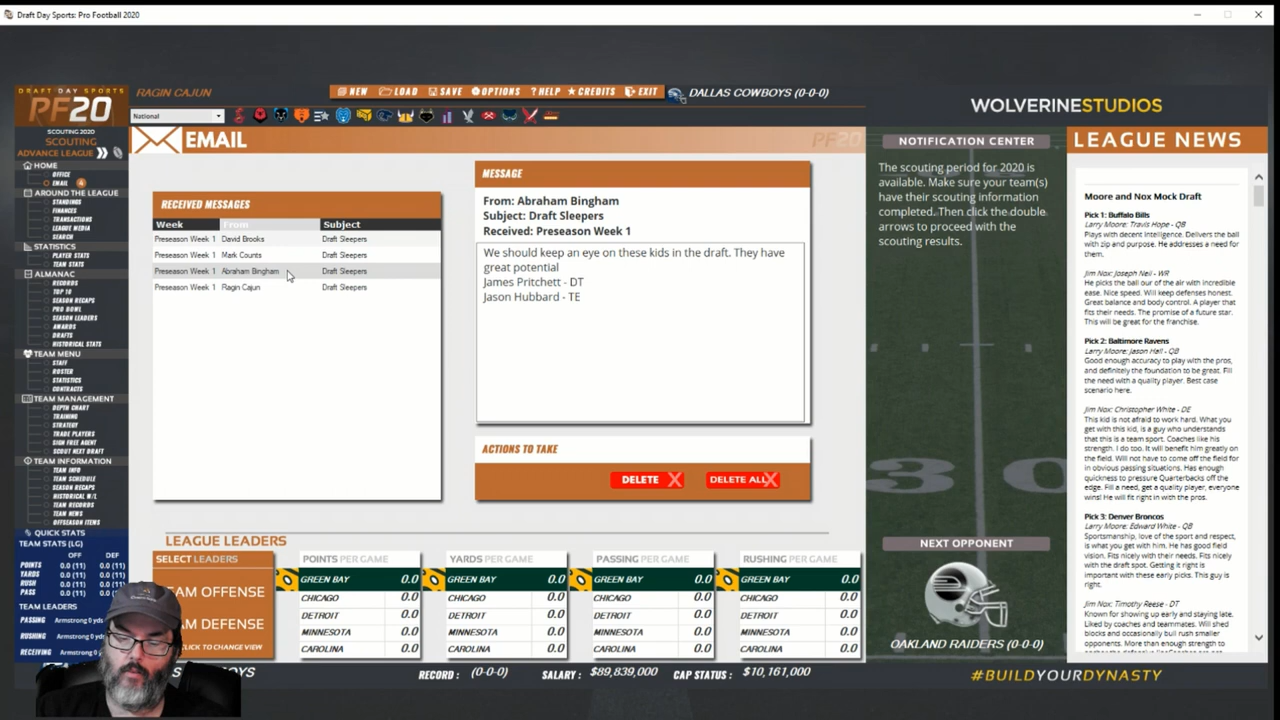 Draft Day Sports: Pro Football 2020
DRAFT DAY SPORTS
PF20
RAGIN CAJUN
NEW LOAD SAVE OPTIONS HELP CREDITS EXIT
DALLAS COWBOYS (0-0-0)
WOLVERINESTUDIOS
National
SCOUTING 2020
SCOUTING
ADVANCE LEAGUE
HOME
OFFICE
EMAIL 4
AROUND THE LEAGUE
STANDINGS
FINANCES
TRANSACTIONS
LEAGUE MEDIA
SEARCH
STATISTICS
PLAYER STATS
TEAM STATS
ALMANAC
RECORDS
TOP 10
SEASON RECAPS
PRO BOWL
SEASON LEADERS
AWARDS
DRAFTS
HISTORICAL STATS
TEAM MENU
STAFF
ROSTER
STATISTICS
CONTRACTS
TEAM MANAGEMENT
DEPTH CHART
TRAINING
STRATEGY
TRADE PLAYERS
SIGN FREE AGENT
SCOUT NEXT DRAFT
TEAM INFORMATION
TEAM INFO
TEAM SCHEDULE
SEASON RECAPS
HISTORICAL W/L
TEAM RECORDS
TEAM NEWS
OFFSEASON ITEMS
QUICK STATS
TEAM STATS (LG)
OFF DEF
POINTS 0.0 (11) 0.0 (11)
YARDS 0.0 (11) 0.0 (11)
RUSH 0.0 (11) 0.0 (11)
PASS 0.0 (11) 0.0 (11)
TEAM LEADERS
PASSING Armstrong 0 yds
RUSHING Armstrong 0 yds
RECEIVING Armstrong 0
EMAIL
PF20
RECEIVED MESSAGES
Week From Subject
Preseason Week 1 David Brooks Draft Sleepers
Preseason Week 1 Mark Counts Draft Sleepers
Preseason Week 1 Abraham Bingham Draft Sleepers
Preseason Week 1 Ragin Cajun Draft Sleepers
MESSAGE
From: Abraham Bingham
Subject: Draft Sleepers
Received: Preseason Week 1
We should keep an eye on these kids in the draft. They have
great potential
James Pritchett - DT
Jason Hubbard - TE
ACTIONS TO TAKE
DELETE X DELETE ALL X
LEAGUE LEADERS
SELECT LEADERS
TEAM OFFENSE
AM DEFENSE
CLICK TO CHANGE VIEW
POINTS PER GAME
GREEN BAY 0.0
CHICAGO 0.0
DETROIT 0.0
MINNESOTA 0.0
CAROLINA 0.0
YARDS PER GAME
GREEN BAY 0.0
CHICAGO 0.0
DETROIT 0.0
MINNESOTA 0.0
CAROLINA 0.0
PASSING PER GAME
GREEN BAY 0.0
CHICAGO 0.0
DETROIT 0.0
MINNESOTA 0.0
CAROLINA 0.0
RUSHING PER GAME
GREEN BAY 0.0
CHICAGO 0.0
DETROIT 0.0
MINNESOTA 0.0
CAROLINA 0.0
BOYS
RECORD : (0-0-0) SALARY: $89,839,000 CAP STATUS : $10,161,000
#BUILDYOURDYNASTY
NOTIFICATION CENTER
The scouting period for 2020 is
available. Make sure your team(s)
have their scouting information
completed. Then click the double
arrows to proceed with the
scouting results.
3 0
NEXT OPPONENT
OAKLAND RAIDERS (0-0-0)
LEAGUE NEWS
Moore and Nox Mock Draft
Pick 1: Buffalo Bills
Larry Moore: Travis Hope - QB
Plays with decent intelligence. Delivers the ball
with zip and purpose. He addresses a need for
them.
Jim Nox: Joseph Neil - WR
He picks the ball our of the air with incredible
ease. Nice speed. Will keep defenses honest.
Great balance and body control. A player that
fits their needs. The promise of a future star.
This will be great for the franchise.
Pick 2: Baltimore Ravens
Larry Moore: Jason Hall - QB
Good enough accuracy to play with the pros,
and definitely the foundation to be great. Fill
the need with a quality player. Best case
scenario here.
Jim Nox: Christopher White - DE
This kid is not afraid to work hard. What you
get with this kid, is a guy who understands
that this is a team sport. Coaches like his
strength. I do too. It will benefit him greatly on
the field. Will not have to come off the field for
in obvious passing situations. Has enough
quickness to pressure Quarterbacks off the
edge. Fill a need, get a quality player, everyone
wins! He will fit right in with the pros.
Pick 3: Denver Broncos
Larry Moore: Edward White - QB
Sportsmanship, love of the sport and respect,
is what you get with him. He has good field
vision. Fits nicely with their needs. Fits nicely
with the draft spot. Getting it right is
important with these early picks. This guy is
right.
Jim Nox: Timothy Reese - DT
Known for showing up early and staying late.
Liked by coaches and teammates. Will shed
blocks and occasionally bull rush smaller
opponents. More than enough strength to